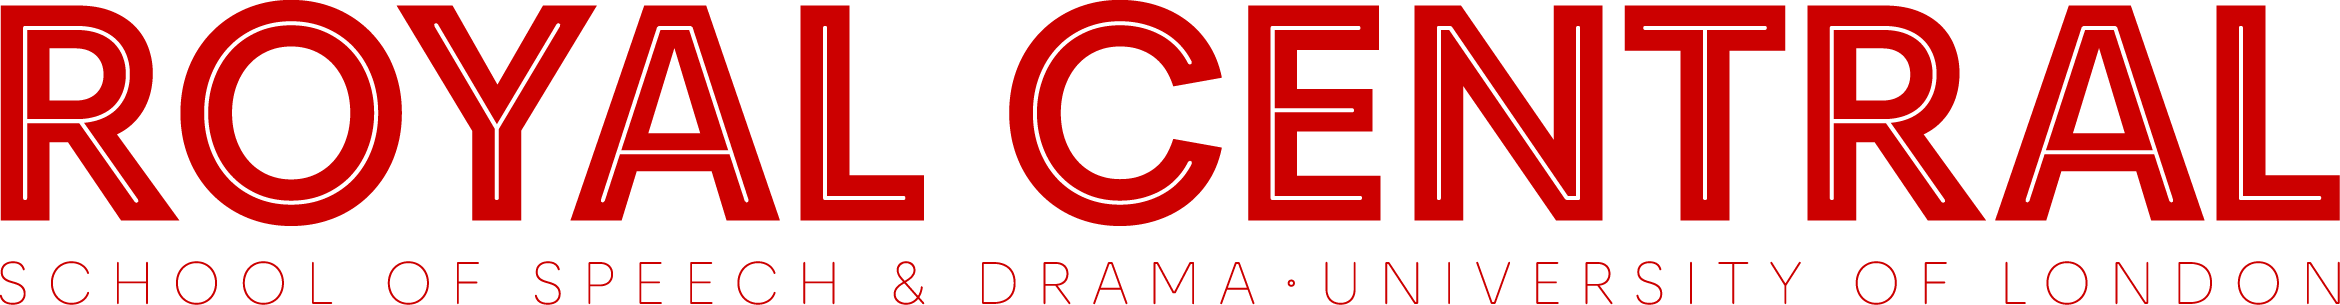 ROYAL CENTRAL
SCHOOL OF SPEECH & DRAMA · UNIVERSITY OF LONDON